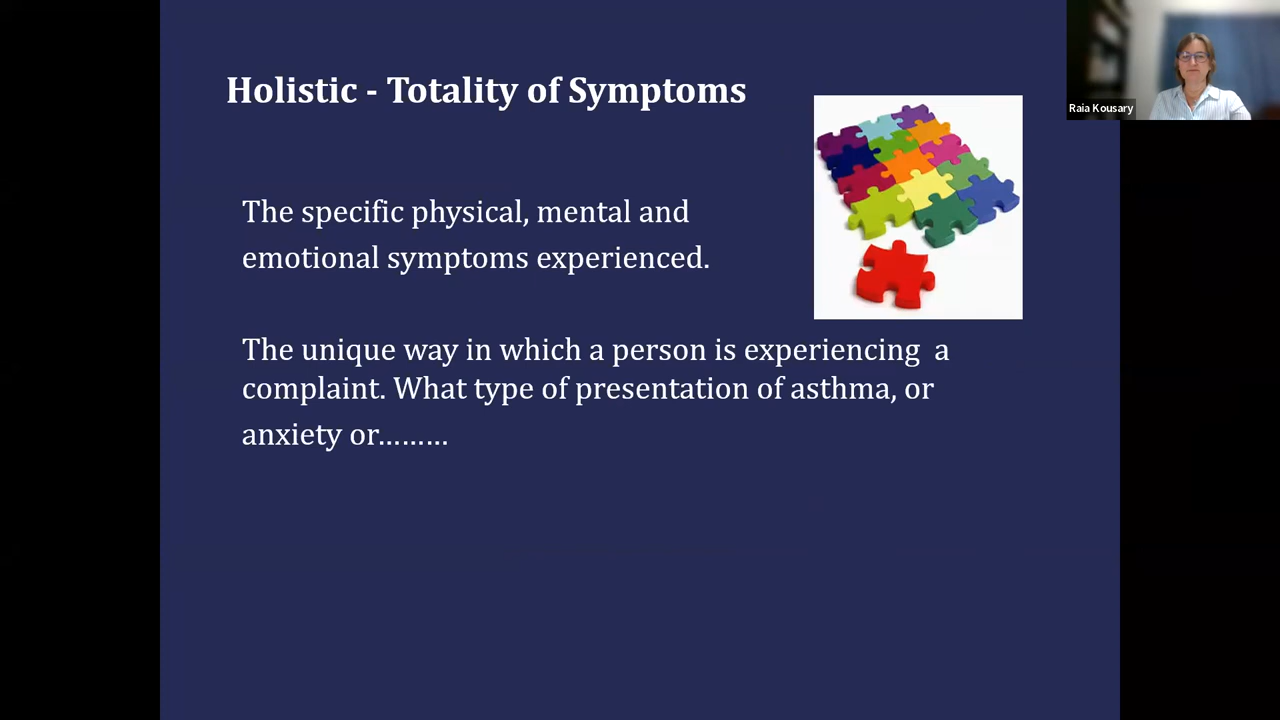 Holistic - Totality of Symptoms
Raia Kousary
The specific physical, mental and
emotional symptoms experienced.
The unique way in which a person is experiencing  a
complaint. What type of presentation of asthma, or
anxiety or………